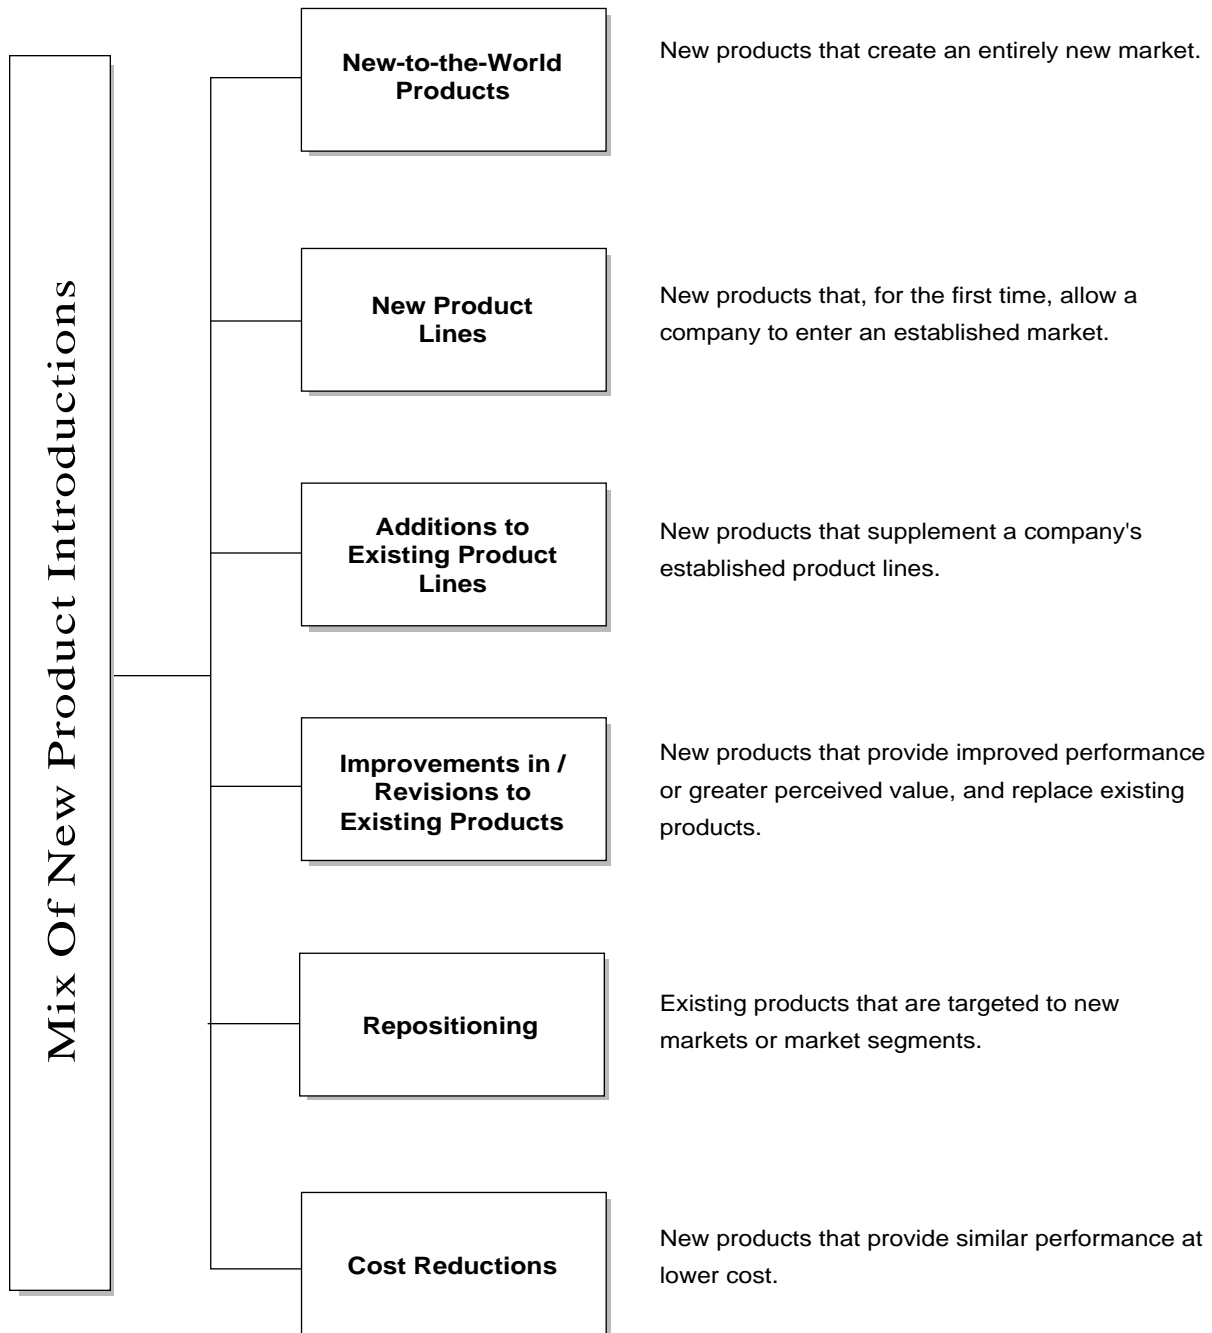 Mix Of New Product Introductions
New-to-the-World
Products
New products that create an entirely new market.
New Product
Lines
New products that, for the first time, allow a
company to enter an established market.
Additions to
Existing Product
Lines
New products that supplement a company's
established product lines.
Improvements in /
Revisions to
Existing Products
New products that provide improved performance
or greater perceived value, and replace existing
products.
Repositioning
Existing products that are targeted to new
markets or market segments.
Cost Reductions
New products that provide similar performance at
lower cost.